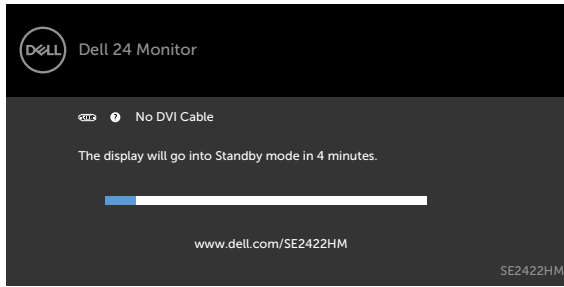 DELL
Dell 24 Monitor
? No DVI Cable
The display will go into Standby mode in 4 minutes.
www.dell.com/SE2422HM
SE2422HM